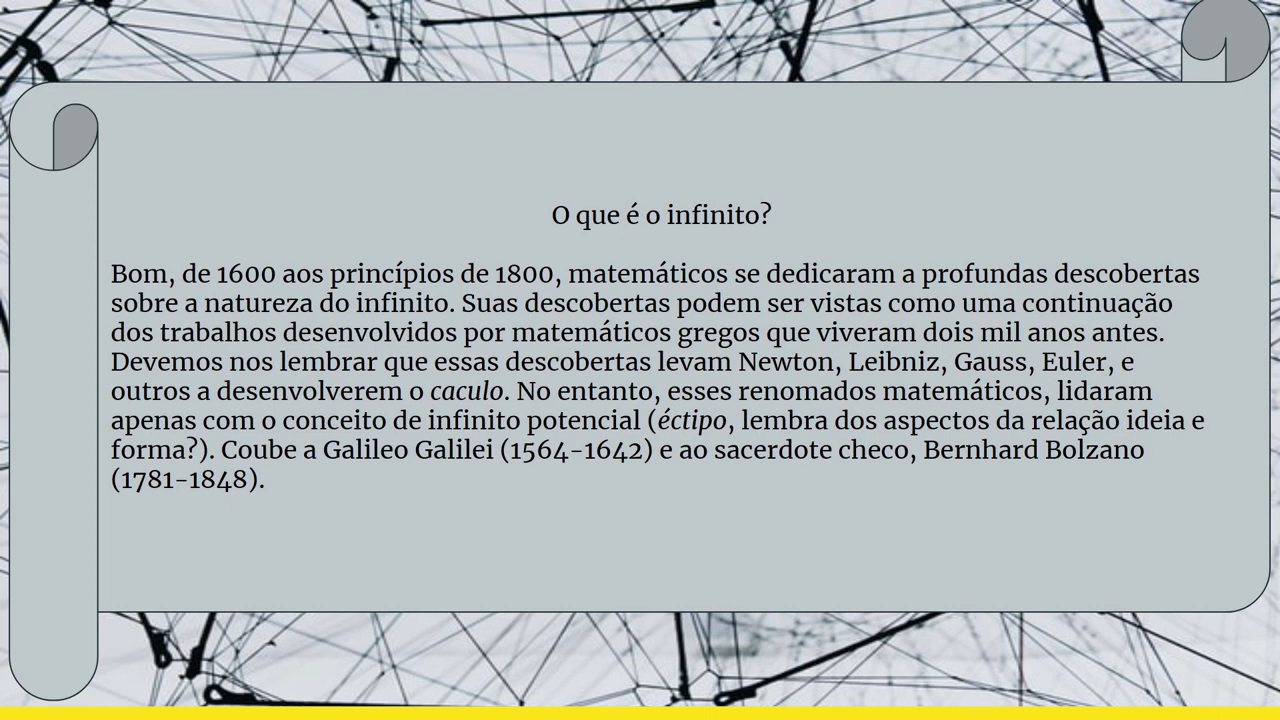 O que é o infinito?
Bom, de 1600 aos princípios de 1800, matemáticos se dedicaram a profundas descobertas
sobre a natureza do infinito. Suas descobertas podem ser vistas como uma continuação
dos trabalhos desenvolvidos por matemáticos gregos que viveram dois mil anos antes.
Devemos nos lembrar que essas descobertas levam Newton, Leibniz, Gauss, Euler, e
outros a desenvolverem o caculo. No entanto, esses renomados matemáticos, lidaram
apenas com o conceito de infinito potencial (éctipo, lembra dos aspectos da relação ideia e
forma?). Coube a Galileo Galilei (1564-1642) e ao sacerdote checo, Bernhard Bolzano
(1781-1848).